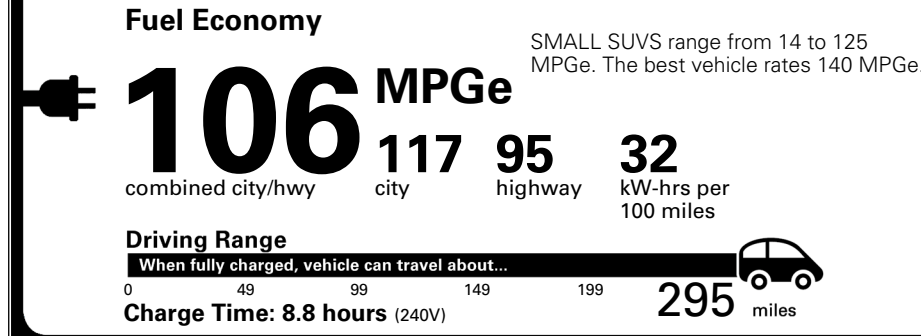 Fuel Economy
SMALL SUVS range from 14 to 125
MPGe. The best vehicle rates 140 MPGe.
106 MPGe
combined city/hwy
117
city
95
highway
32
kW-hrs per
100 miles
Driving Range
When fully charged, vehicle can travel about...
0 49 99 149 199 295 miles
Charge Time: 8.8 hours (240V)